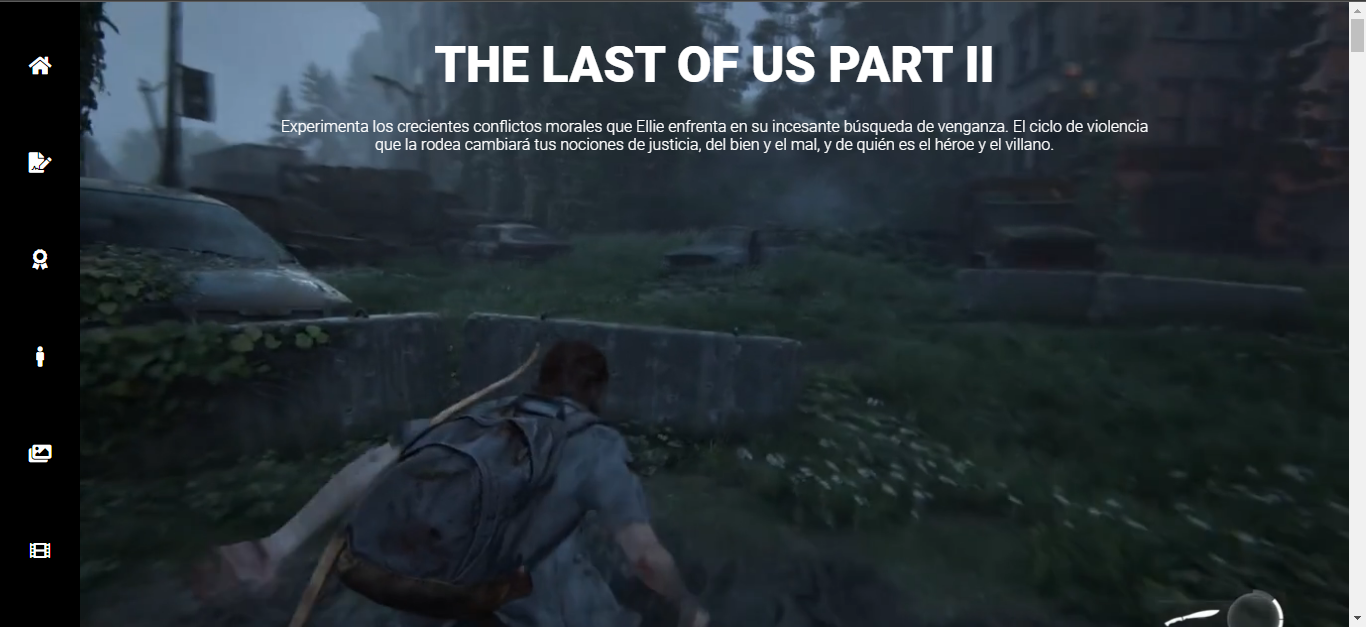 THE LAST OF US PART II
Experimenta los crecientes conflictos morales que Ellie enfrenta en su incesante búsqueda de venganza. El ciclo de violencia
que la rodea cambiará tus nociones de justicia, del bien y el mal, y de quién es el héroe y el villano.